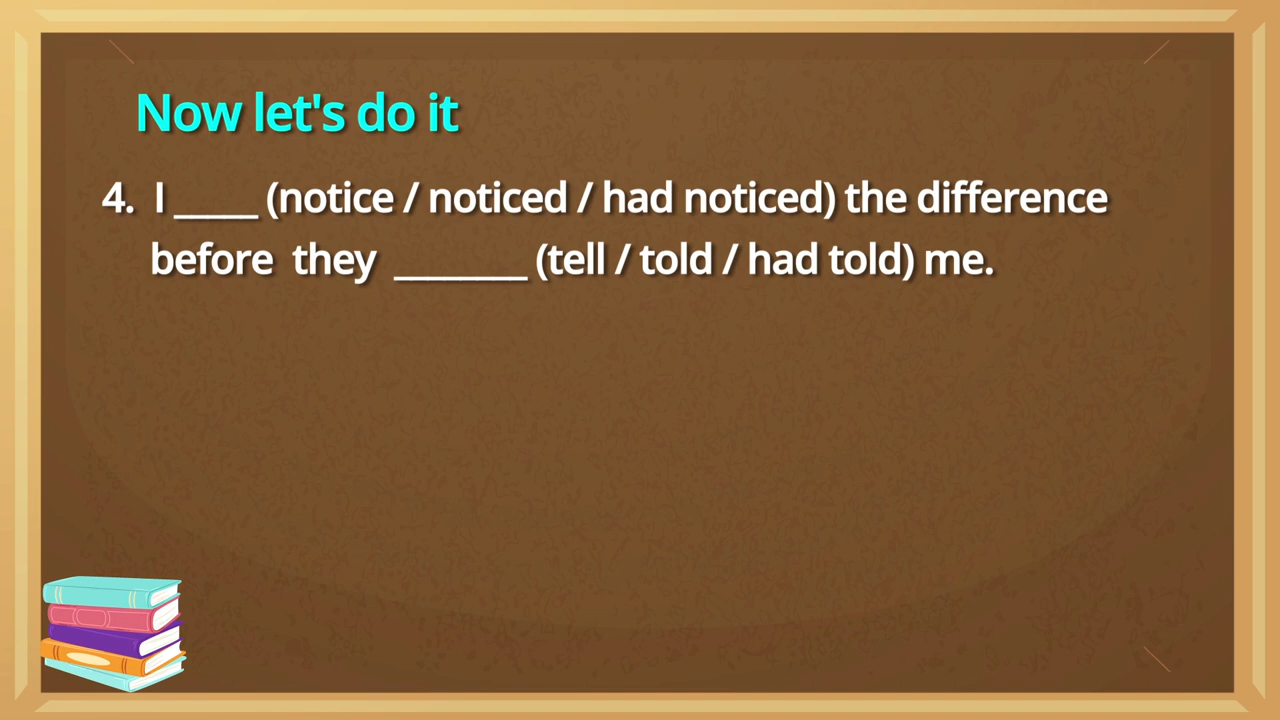 Now let's do it
4. I _____ (notice / noticed / had noticed) the difference
before they ________ (tell / told / had told) me.